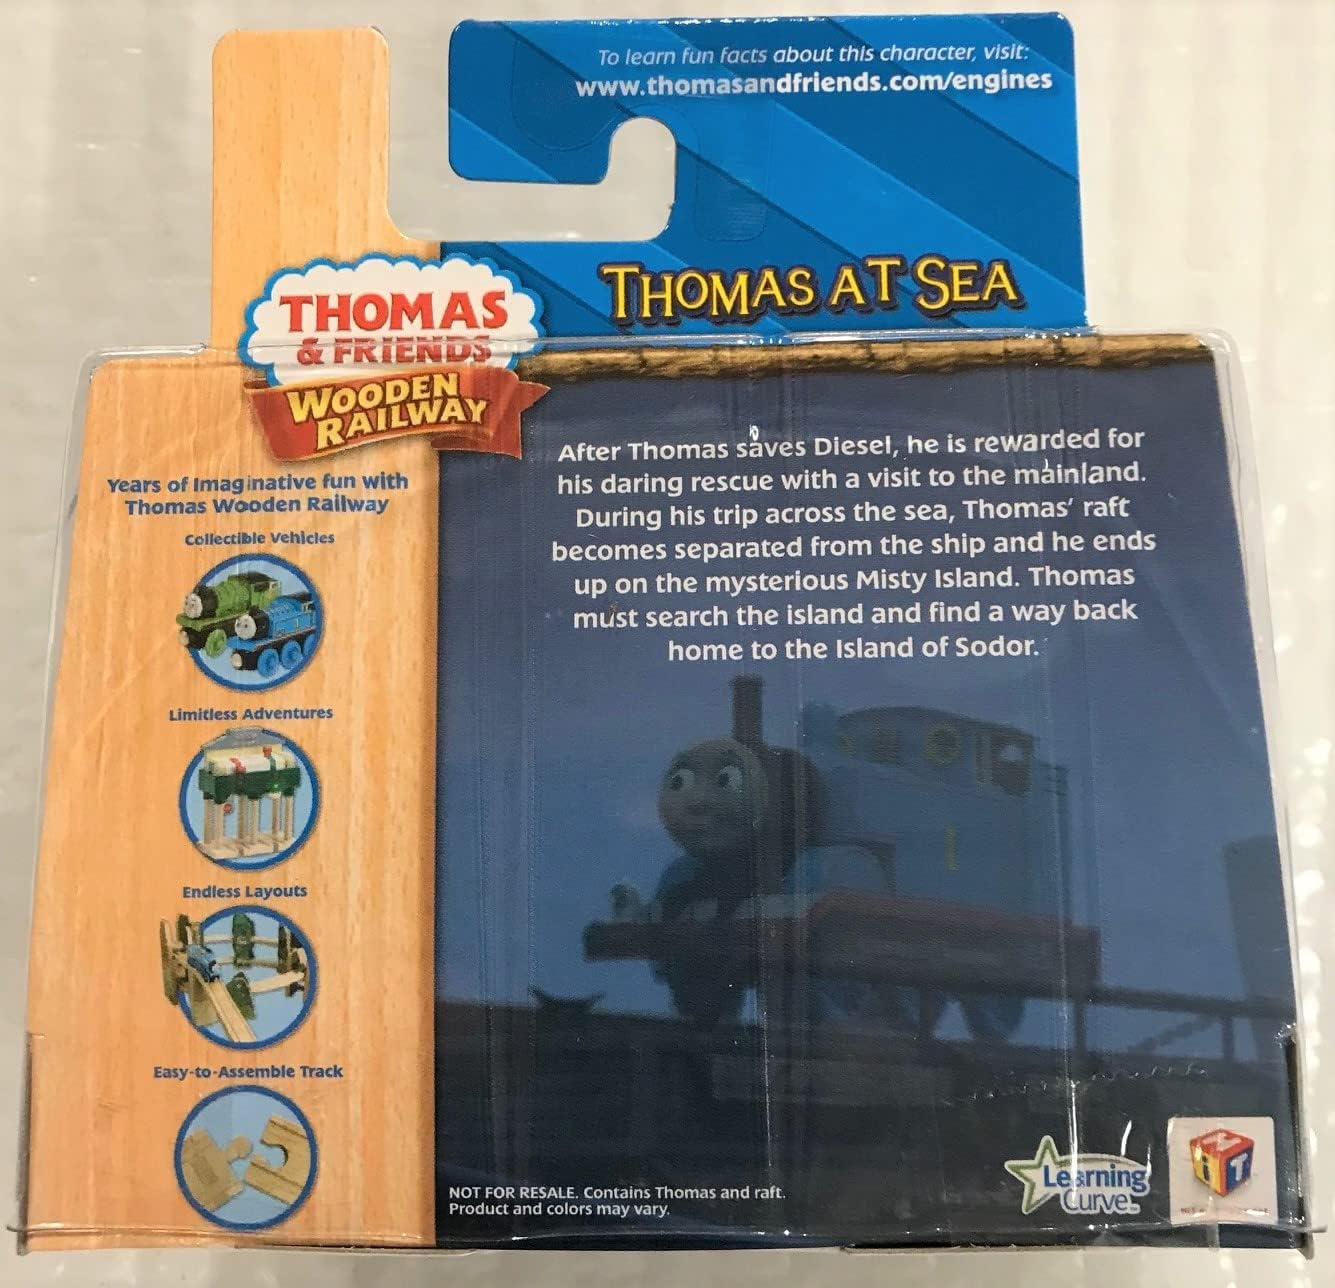 To learn fun facts about this character, visit:
www.thomasandfriends.com/engines
THOMAS AT SEA
THOMAS
& FRIENDS
WOODEN
RAILWAY
Years of Imaginative fun with
Thomas Wooden Railway
Collectible Vehicles
Limitless Adventures
Endless Layouts
Easy-to-Assemble Track
After Thomas saves Diesel, he is rewarded for
his daring rescue with a visit to the mainland.
During his trip across the sea, Thomas' raft
becomes separated from the ship and he ends
up on the mysterious Misty Island. Thomas
must search the island and find a way back
home to the Island of Sodor.
1
NOT FOR RESALE. Contains Thomas and raft.
Product and colors may vary.
Learning
Curve
HiT